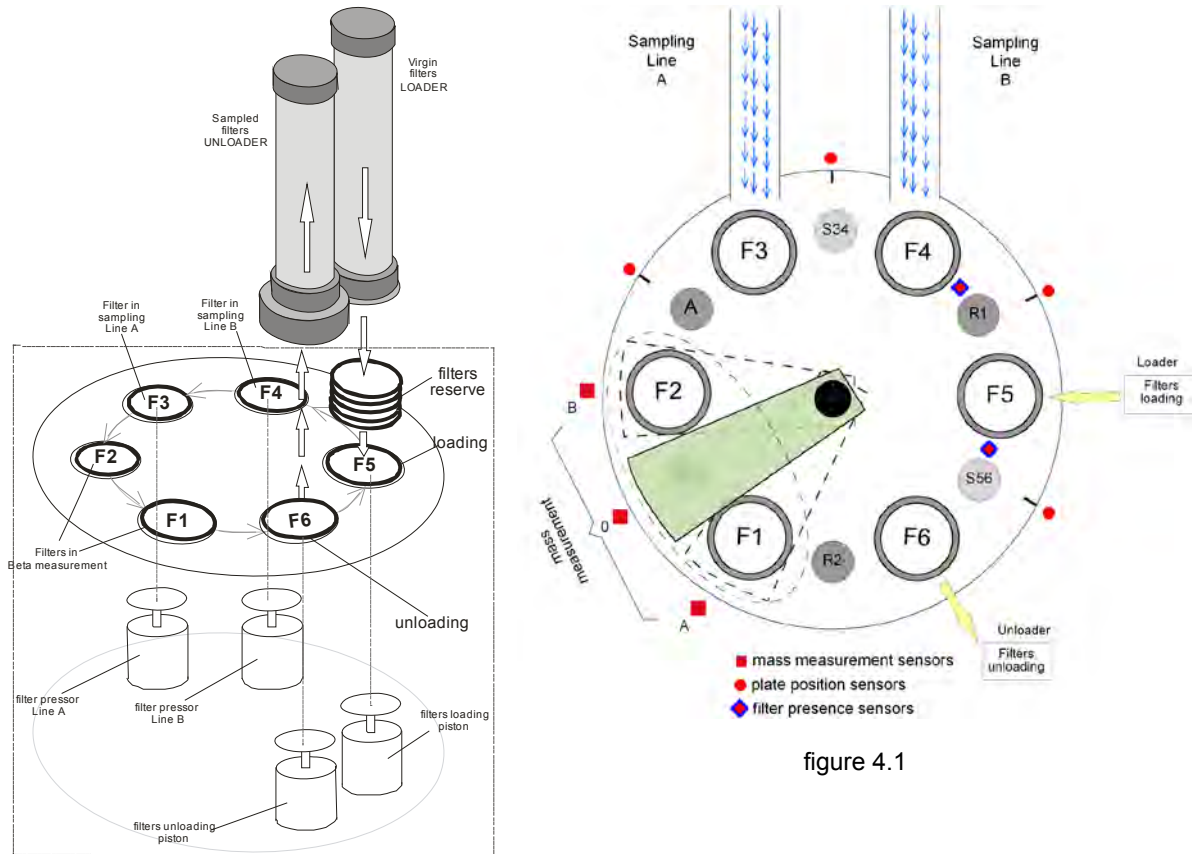 Virgin
filters
LOADER
Sampled
filters
UNLOADER
Filter in
sampling
Line A
Filter in
sampling
Line B
filters
reserve
F3
F4
loading
F2
F5
F1
F6
Filters in
Beta measurement
unloading
filter pressor
Line A
filter pressor
Line B
filters loading
piston
filters unloading
piston
Sampling
Line
A
Sampling
Line
B
F3
S34
F4
A
R1
Loader
Filters
loading
F2
F5
B
S56
0
mass
measurement
F1
R2
F6
A
Unloader
Filters
unloading
mass measurement sensors
plate position sensors
filter presence sensors
figure 4.1